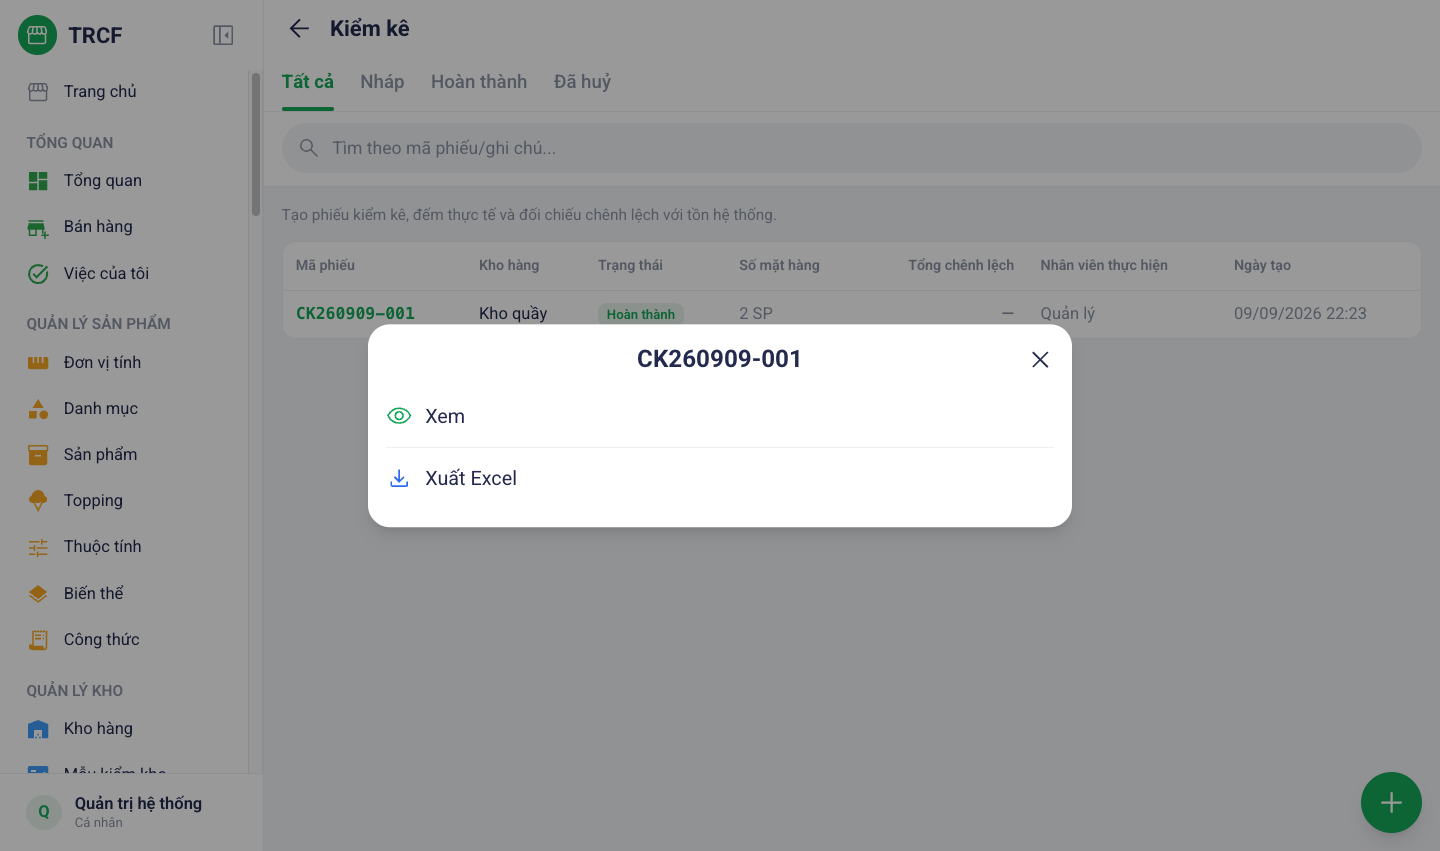 TRCF
Trang chủ
TỔNG QUAN
Tổng quan
Bán hàng
Việc của tôi
QUẢN LÝ SẢN PHẨM
Đơn vị tính
Danh mục
Sản phẩm
Topping
Thuộc tính
Biến thể
Công thức
QUẢN LÝ KHO
Kho hàng
Mẫu kiểm kho
Q
Quản trị hệ thống
Cá nhân
Kiểm kê
Tất cả Nháp Hoàn thành Đã huỷ
Tìm theo mã phiếu/ghi chú...
Tạo phiếu kiểm kê, đếm thực tế và đối chiếu chênh lệch với tồn hệ thống.
Mã phiếu Kho hàng Trạng thái Số mặt hàng Tổng chênh lệch Nhân viên thực hiện Ngày tạo
CK260909-001 Kho quầy Hoàn thành 2 SP — Quản lý 09/09/2026 22:23
CK260909-001
Xem
Xuất Excel